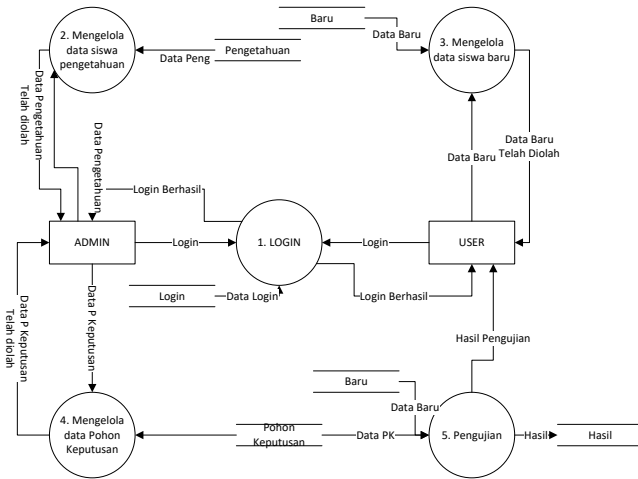 2. Mengelola
data siswa
pengetahuan
Data Peng
Pengetahuan
Baru
Data Baru
3. Mengelola
data siswa baru
Data Pengetahuan
Telah diolah
Data Pengetahuan
Login Berhasil
Data Baru
Data Baru
Telah Diolah
ADMIN
Login
1. LOGIN
Login
USER
Login
Data Login
Login Berhasil
Data P Keputusan
Telah diolah
Data P Keputusan
Hasil Pengujian
Baru
Data Baru
4. Mengelola
data Pohon
Keputusan
Pohon
Keputusan
Data PK
5. Pengujian
Hasil
Hasil